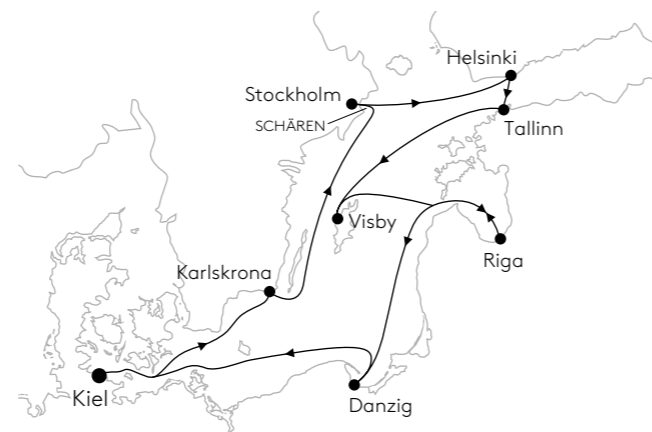 Helsinki
Stockholm
SCHÄREN
Tallinn
Visby
Riga
Karlskrona
Kiel
Danzig